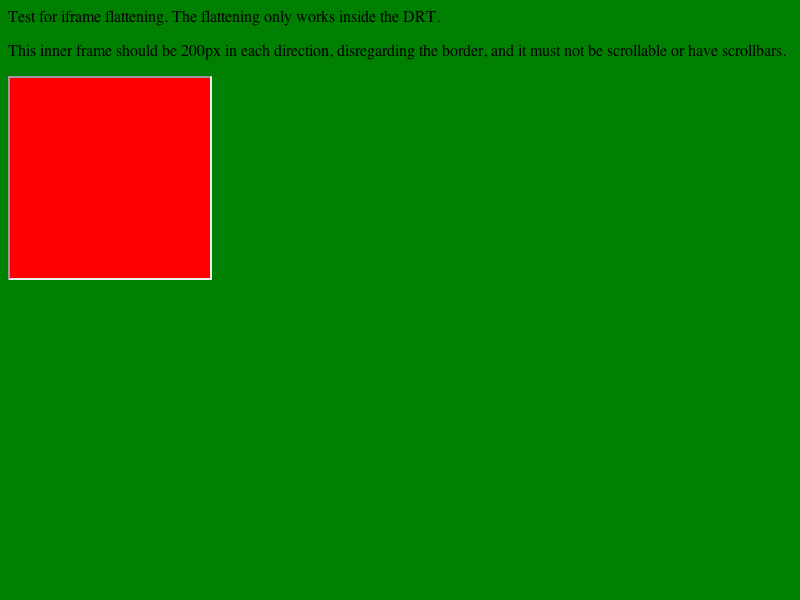 Test for iframe flattening. The flattening only works inside the DRT.
This inner frame should be 200px in each direction, disregarding the border, and it must not be scrollable or have scrollbars.